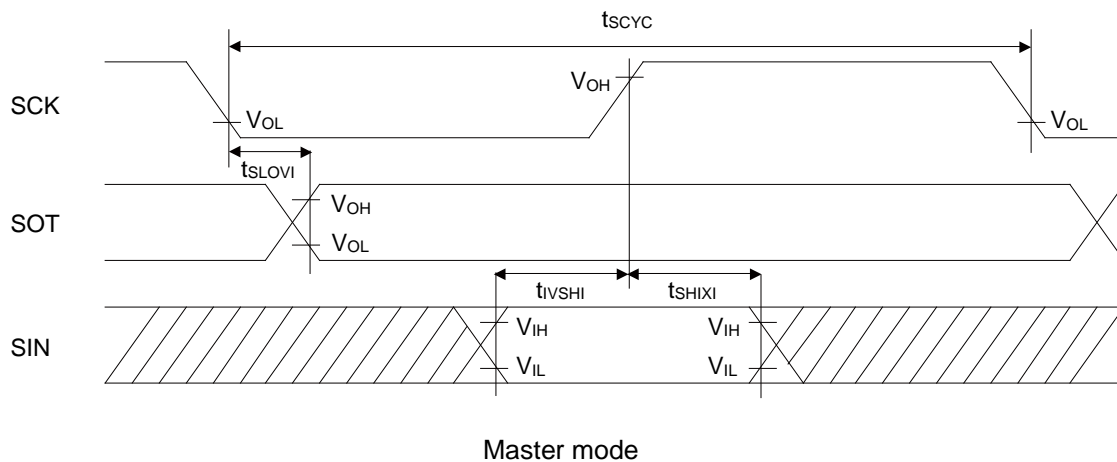 tSCYC
SCK
VOH
VOL
VOL
tSLOVI
SOT
VOH
VOL
tIVSHI
tSHIXI
SIN
VIH
VIH
VIL
VIL
Master mode